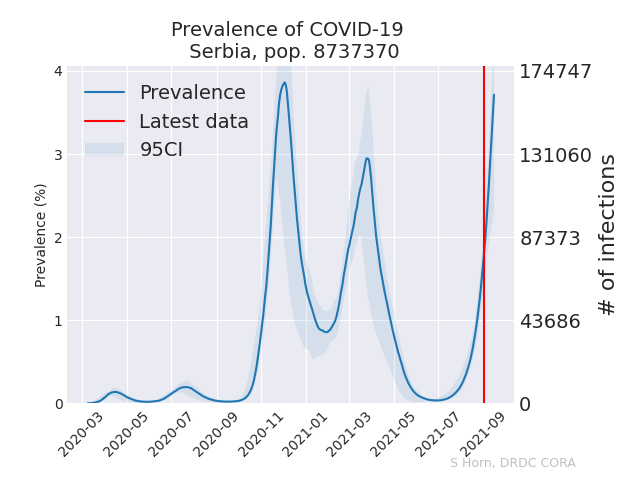 Prevalence of COVID-19
Serbia, pop. 8737370
Prevalence
Latest data
95CI
Prevalence (%)
4
3
2
1
0
174747
131060
87373
43686
0
# of infections
2020-03
2020-05
2020-07
2020-09
2020-11
2021-01
2021-03
2021-05
2021-07
2021-09
S Horn, DRDC CORA